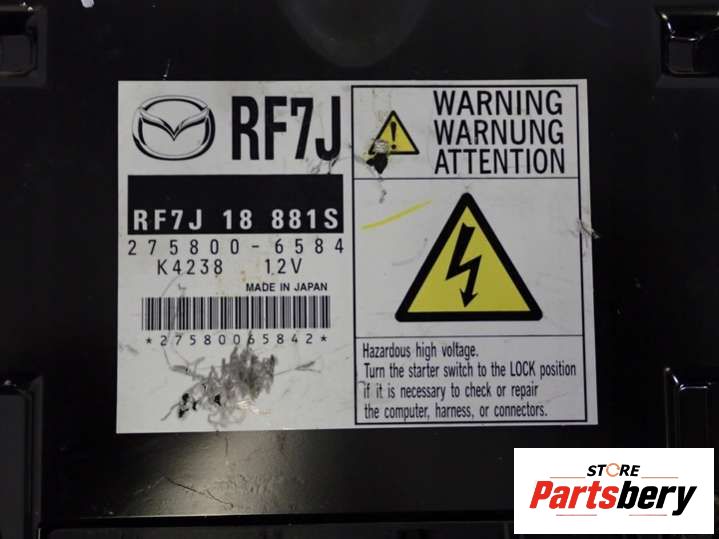 RF7J
RF7J 18 881S
275800-6584
K4238 12V
MADE IN JAPAN
*27580065842*
WARNING
WARNUNG
ATTENTION
Hazardous high voltage.
Turn the starter switch to the LOCK position
if it is necessary to check or repair
the computer, harness, or connectors.
STORE
Partsbery